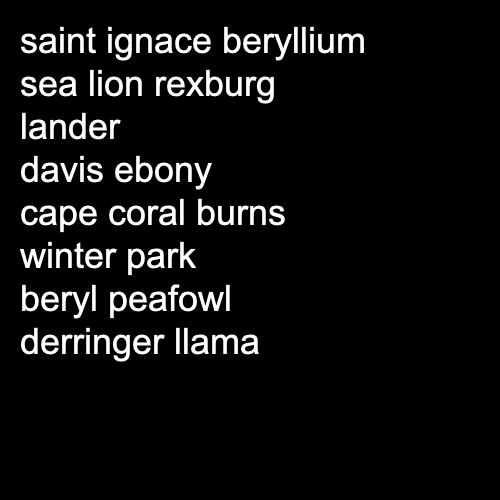 saint ignace beryllium
sea lion rexburg
lander
davis ebony
cape coral burns
winter park
beryl peafowl
derringer llama